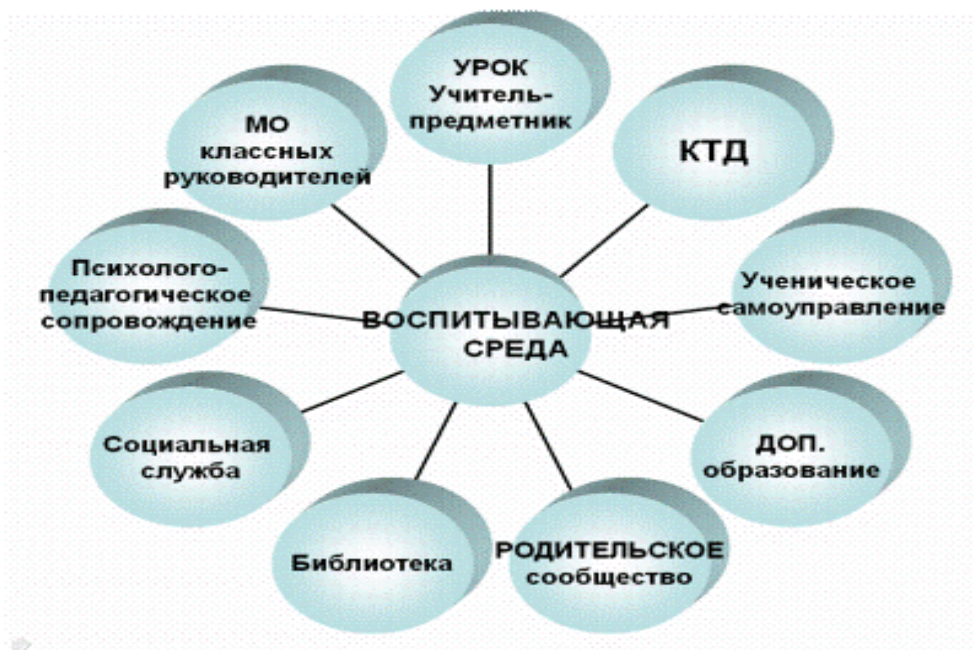 УРОК
Учитель-
предметник
МО
классных
руководителей
КТД
Психолого-
педагогическое
сопровождение
Ученическое
самоуправление
ВОСПИТЫВАЮЩАЯ
СРЕДА
Социальная
служба
ДОП.
образование
Библиотека
РОДИТЕЛЬСКОЕ
сообщество